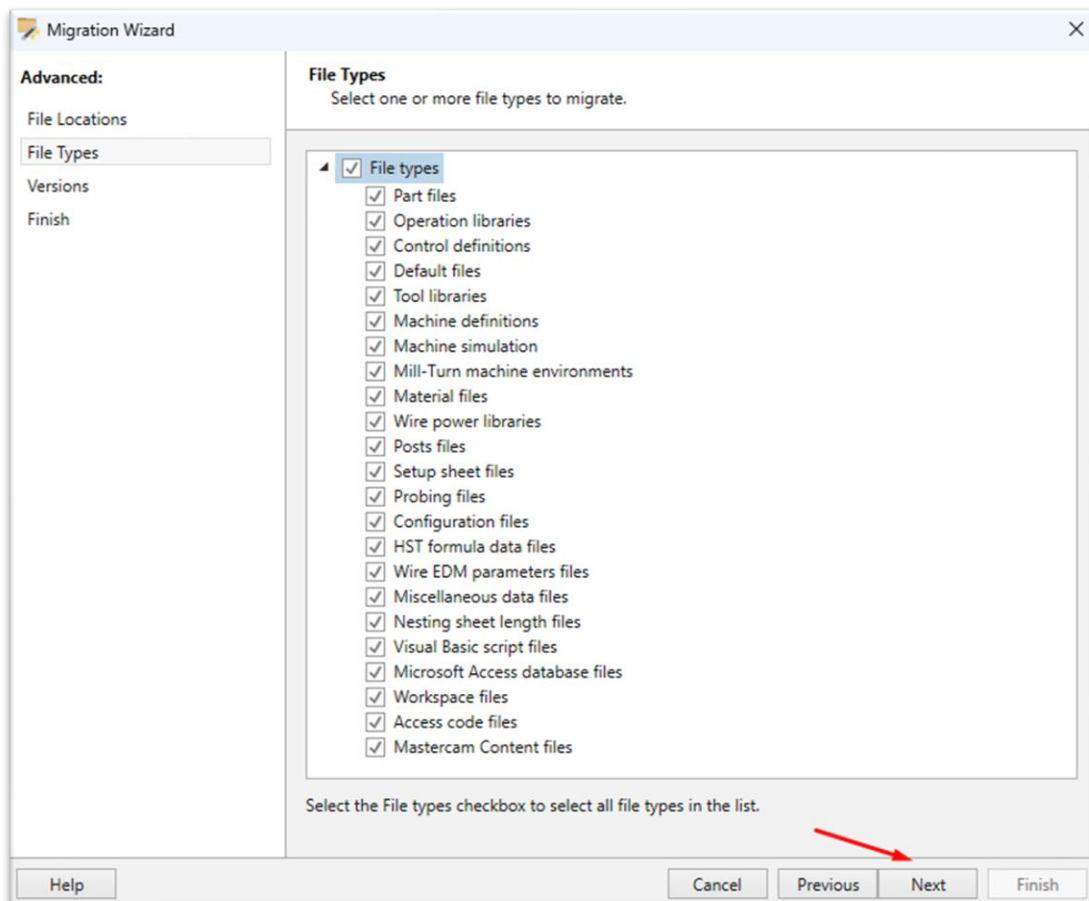 Migration Wizard
Advanced:
File Locations
File Types
Versions
Finish
File Types
Select one or more file types to migrate.
File types
Part files
Operation libraries
Control definitions
Default files
Tool libraries
Machine definitions
Machine simulation
Mill-Turn machine environments
Material files
Wire power libraries
Posts files
Setup sheet files
Probing files
Configuration files
HST formula data files
Wire EDM parameters files
Miscellaneous data files
Nesting sheet length files
Visual Basic script files
Microsoft Access database files
Workspace files
Access code files
Mastercam Content files
Select the File types checkbox to select all file types in the list.
Help Cancel Previous Next Finish